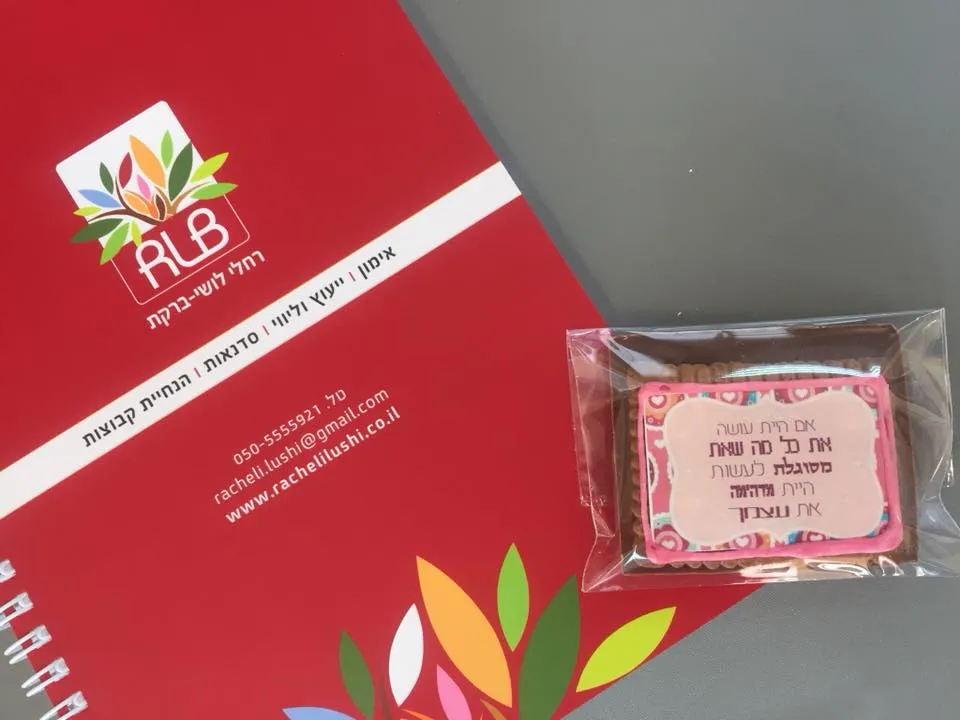 RLB
רחלי לושי-ברקת
אימון | ייעוץ וליווי | סדנאות | הנחיית קבוצות
טל. 050-5555921
racheli.lushi@gmail.com
www.rachelilushi.co.il
אם היית עושה
את כל מה שאת
מסוגלת לעשות
היית מדהימה
את עצמך